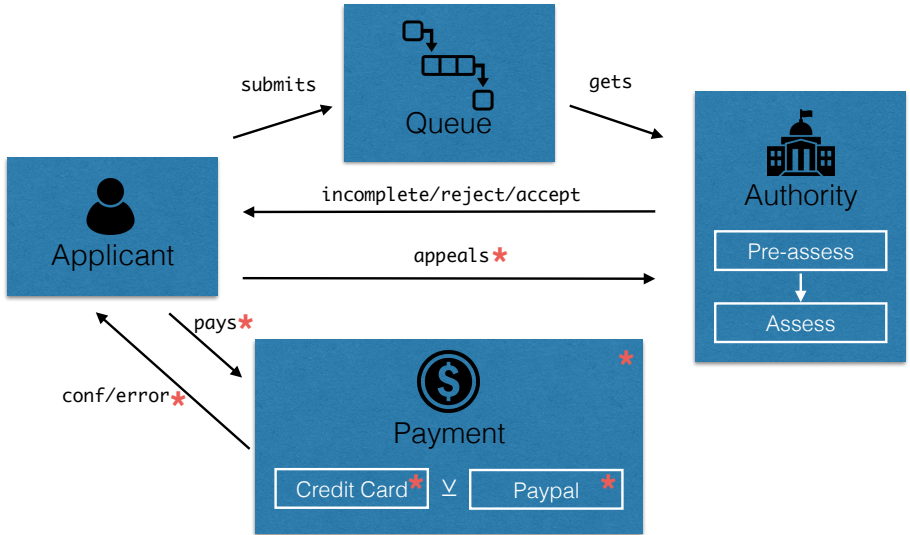 submits
Queue
gets
Applicant
incomplete/reject/accept
appeals*
Authority
Pre-assess
Assess
pays*
conf/error*
*
$
Payment
Credit Card* ⊻ Paypal*